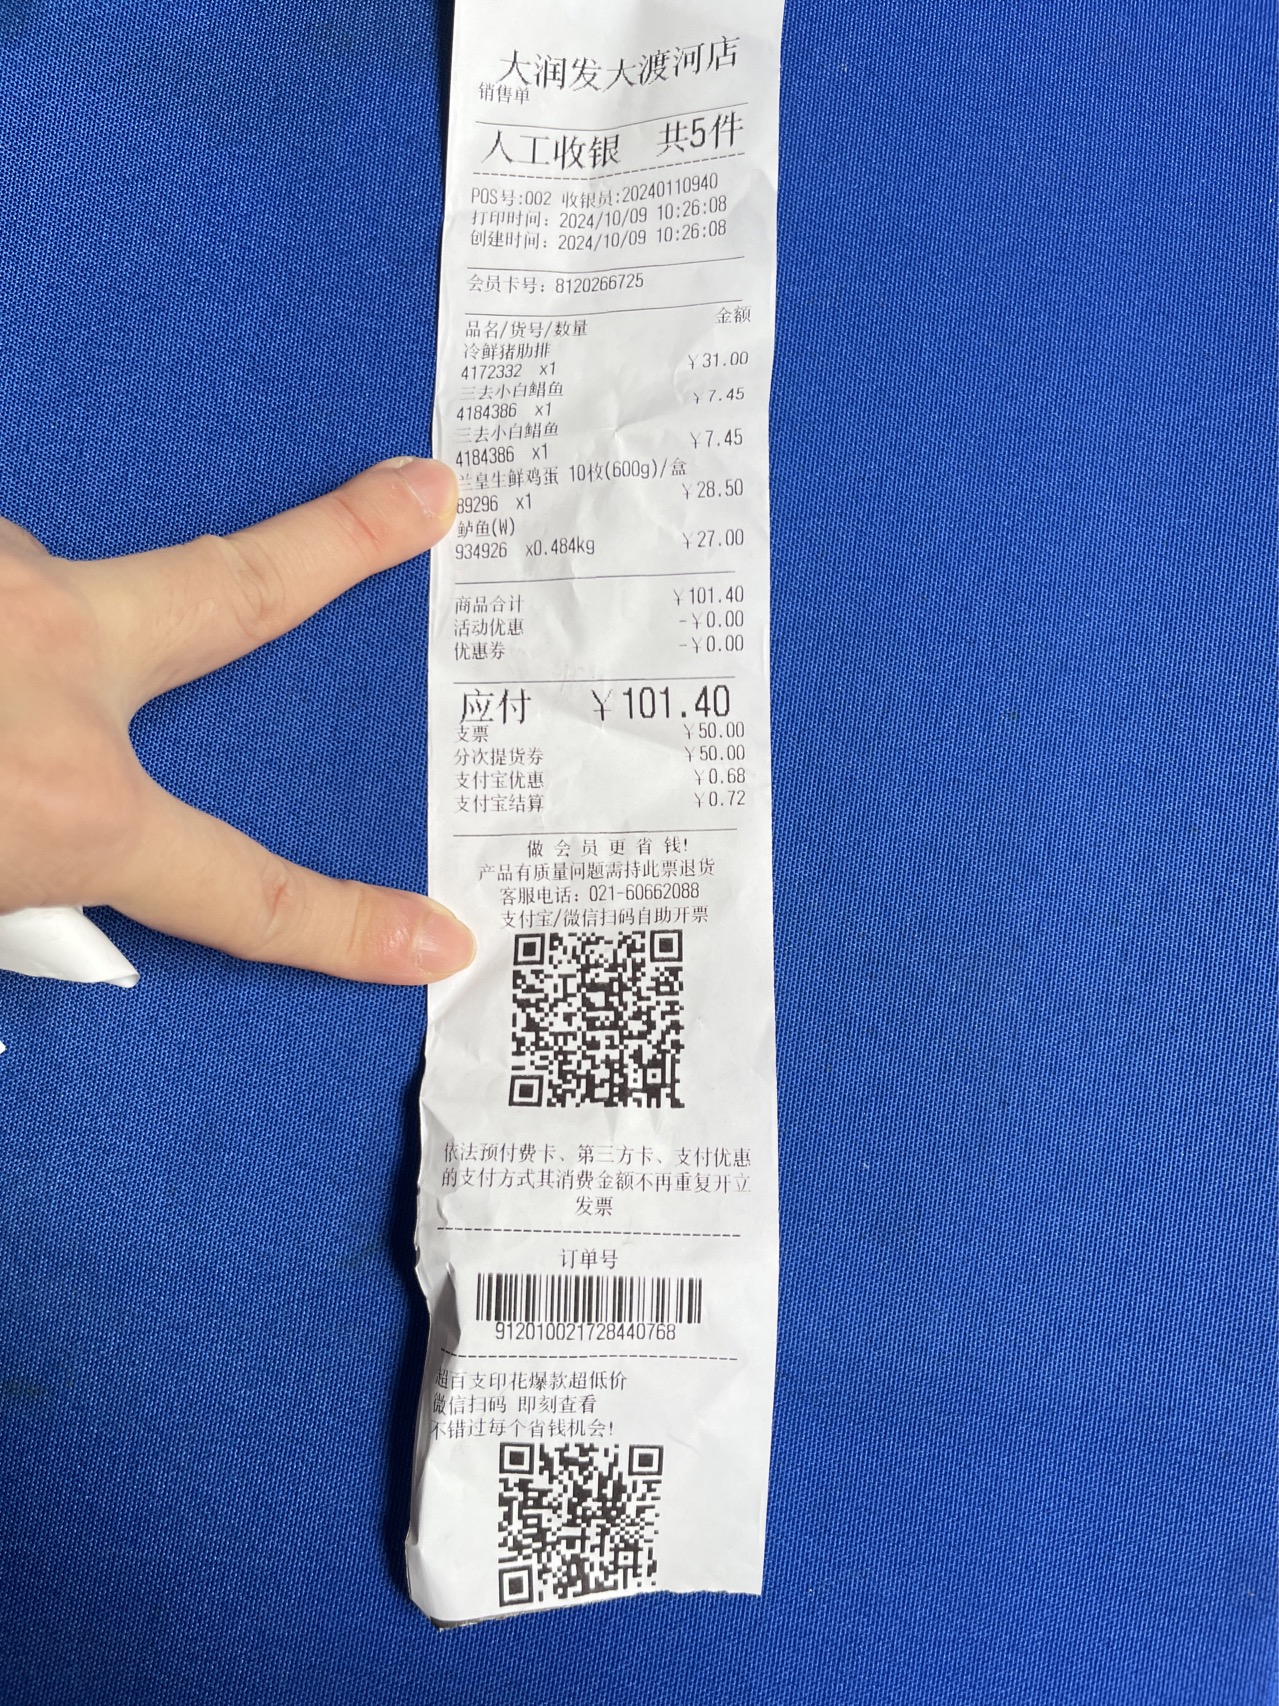 大润发大渡河店
销售单
人工收银 共5件
POS号:002 收银员:20240110940
打印时间: 2024/10/09 10:26:08
创建时间: 2024/10/09 10:26:08
会员卡号: 8120266725
品名/货号/数量 金额
冷鲜猪肋排
4172332 x1 ¥31.00
三去小白鲳鱼
4184386 x1 ¥7.45
三去小白鲳鱼
4184386 x1 ¥7.45
兰皇生鲜鸡蛋 10枚(600g)/盒
89296 x1 ¥28.50
鲈鱼(W)
934926 x0.484kg ¥27.00
商品合计 ¥101.40
活动优惠 -¥0.00
优惠券 -¥0.00
应付 ¥101.40
支票 ¥50.00
分次提货券 ¥50.00
支付宝优惠 ¥0.68
支付宝结算 ¥0.72
做会员更省钱!
产品有质量问题需持此票退货
客服电话: 021-60662088
支付宝/微信扫码自助开票
依法预付费卡、第三方卡、支付优惠
的支付方式其消费金额不再重复开立
发票
订单号
912010021728440768
超百支印花爆款超低价
微信扫码 即刻查看
不错过每个省钱机会!